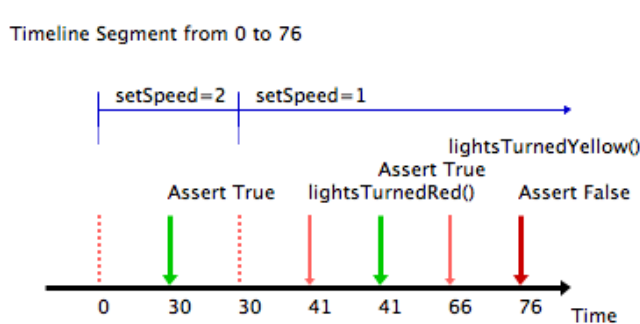 Timeline Segment from 0 to 76
setSpeed=2 setSpeed=1
lightsTurnedYellow()
Assert True
Assert True lightsTurnedRed() Assert False
0 30 30 41 41 66 76 Time